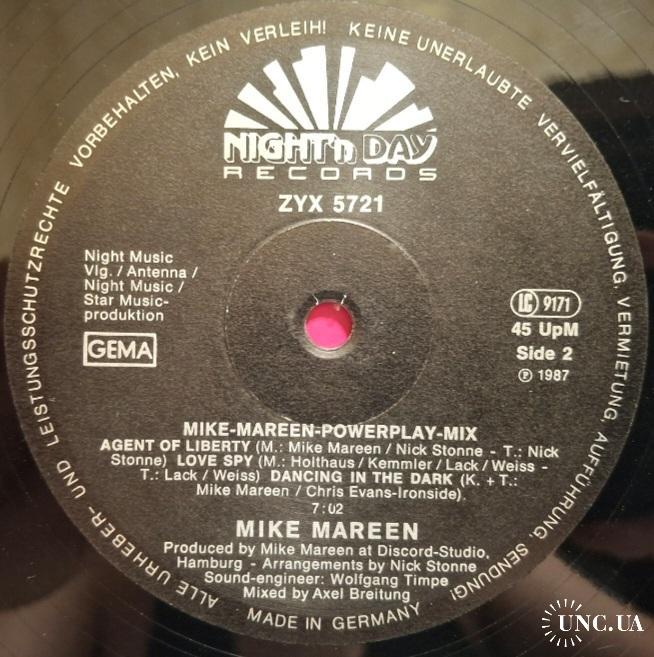 ALLE URHEBER- UND LEISTUNGSSCHUTZRECHTE VORBEHALTEN, KEIN VERLEIH! KEINE UNERLAUBTE VERVIELFÄLTIGUNG, VERMIETUNG, AUFFÜHRUNG, SENDUNG!
NIGHT'n DAY
RECORDS
ZYX 5721
Night Music
Vlg. / Antenna /
Night Music /
Star Music-
produktion
GEMA
LC 9171
45 UpM
Side 2
Ⓟ 1987
MIKE-MAREEN-POWERPLAY-MIX
AGENT OF LIBERTY (M.: Mike Mareen / Nick Stonne - T.: Nick
Stonne) LOVE SPY (M.: Holthaus / Kemmler / Lack / Weiss -
T.: Lack / Weiss) DANCING IN THE DARK (K. + T.:
Mike Mareen / Chris Evans-Ironside).
7:02
MIKE MAREEN
Produced by Mike Mareen at Discord-Studio,
Hamburg - Arrangements by Nick Stonne
Sound-engineer: Wolfgang Timpe
Mixed by Axel Breitung
MADE IN GERMANY
UNC.UA